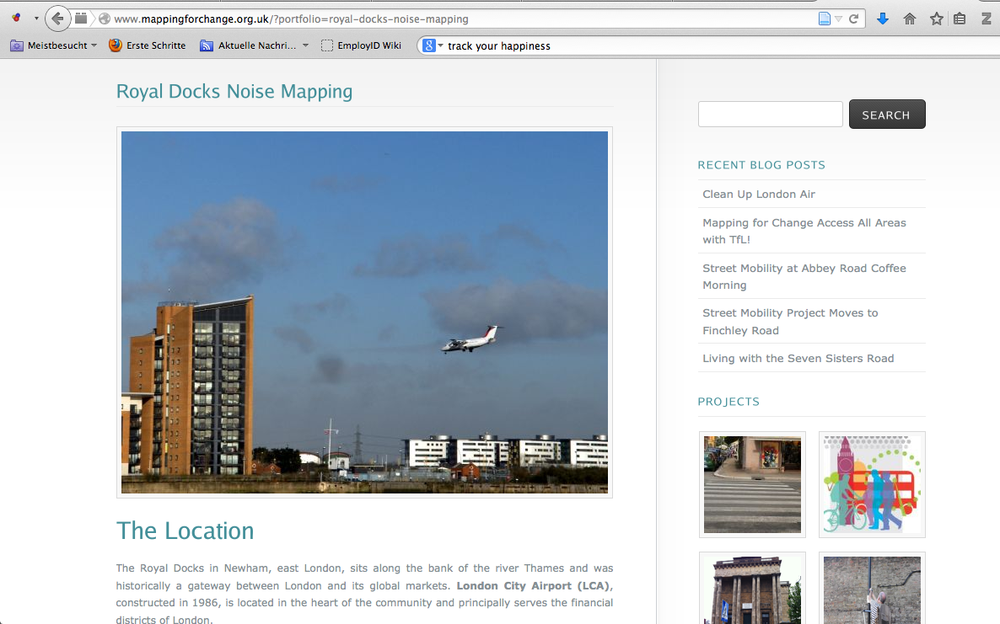 www.mappingforchange.org.uk/?portfolio=royal-docks-noise-mapping
Meistbesucht
Erste Schritte
Aktuelle Nachri...
EmployID Wiki
track your happiness
Royal Docks Noise Mapping
The Location
The Royal Docks in Newham, east London, sits along the bank of the river Thames and was
historically a gateway between London and its global markets. London City Airport (LCA),
constructed in 1986, is located in the heart of the community and principally serves the financial
districts of London.
SEARCH
RECENT BLOG POSTS
Clean Up London Air
Mapping for Change Access All Areas
with TfL!
Street Mobility at Abbey Road Coffee
Morning
Street Mobility Project Moves to
Finchley Road
Living with the Seven Sisters Road
PROJECTS